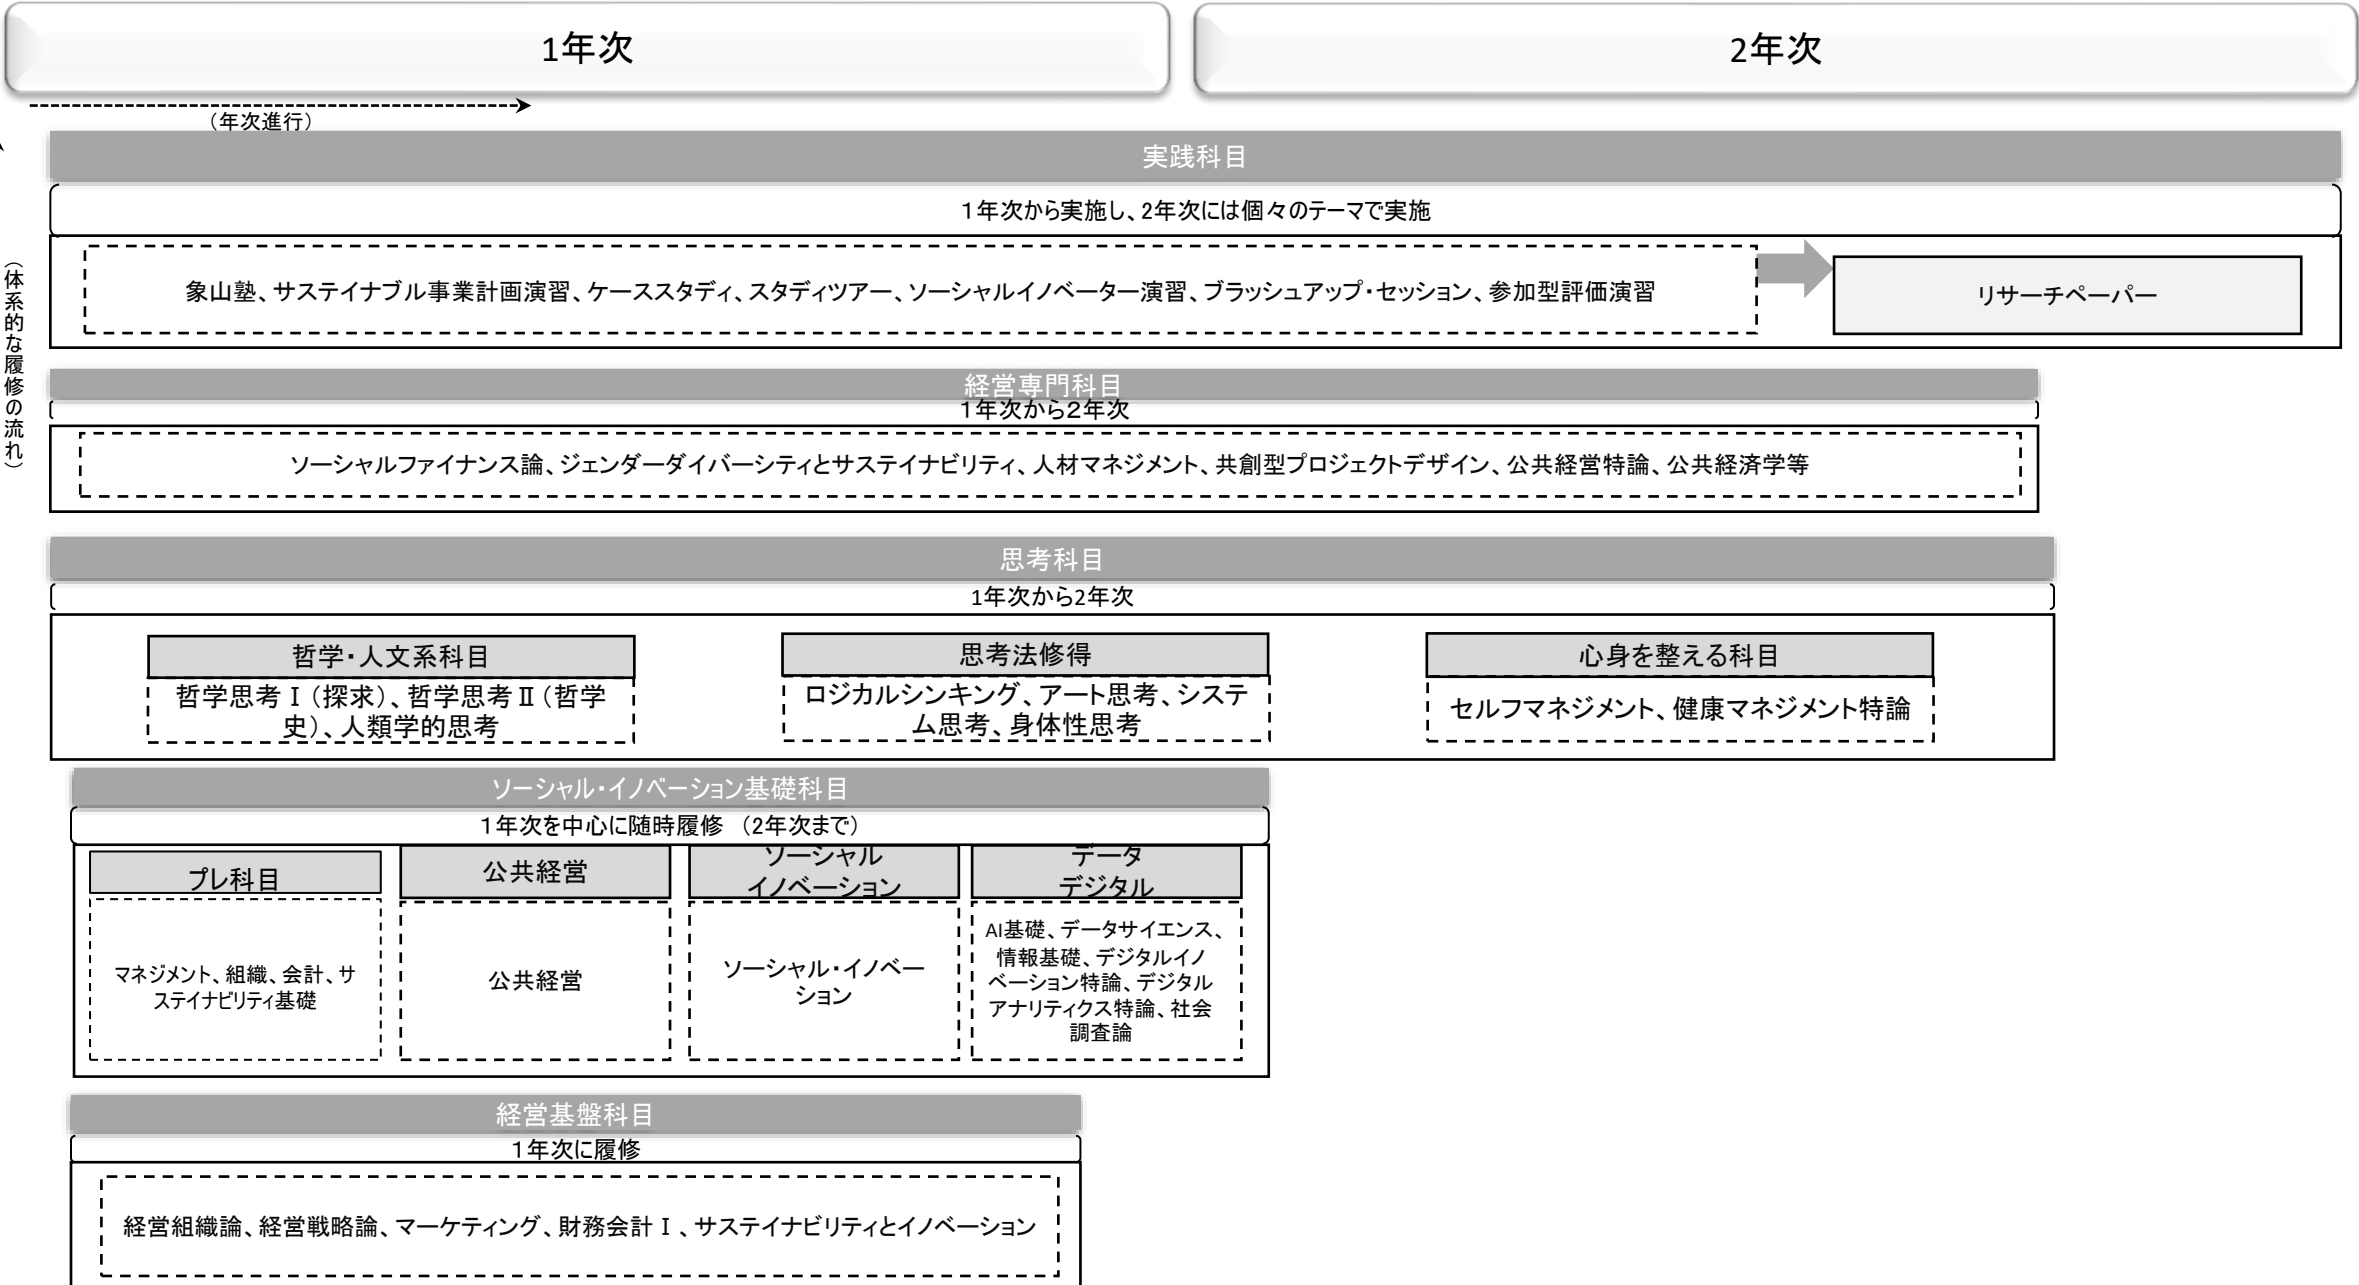 1年次
2年次
（年次進行）
（体系的な履修の流れ）
実践科目
1年次から実施し、2年次には個々のテーマで実施
象山塾、サステイナブル事業計画演習、ケーススタディ、スタディツアー、ソーシャルイノベーター演習、ブラッシュアップ・セッション、参加型評価演習
リサーチペーパー
経営専門科目
1年次から２年次
ソーシャルファイナンス論、ジェンダーダイバーシティとサステイナビリティ、人材マネジメント、共創型プロジェクトデザイン、公共経営特論、公共経済学等
思考科目
1年次から2年次
哲学・人文系科目
哲学思考Ⅰ（探求）、哲学思考Ⅱ（哲学
史）、人類学的思考
思考法修得
ロジカルシンキング、アート思考、システ
ム思考、身体性思考
心身を整える科目
セルフマネジメント、健康マネジメント特論
ソーシャル・イノベーション基礎科目
１年次を中心に随時履修　（2年次まで）
プレ科目
マネジメント、組織、会計、サ
ステイナビリティ基礎
公共経営
公共経営
ソーシャル
イノベーション
ソーシャル・イノベー
ション
データ
デジタル
AI基礎、データサイエンス、
情報基礎、デジタルイノ
ベーション特論、デジタル
アナリティクス特論、社会
調査論
経営基盤科目
１年次に履修
経営組織論、経営戦略論、マーケティング、財務会計Ⅰ、サステイナビリティとイノベーション